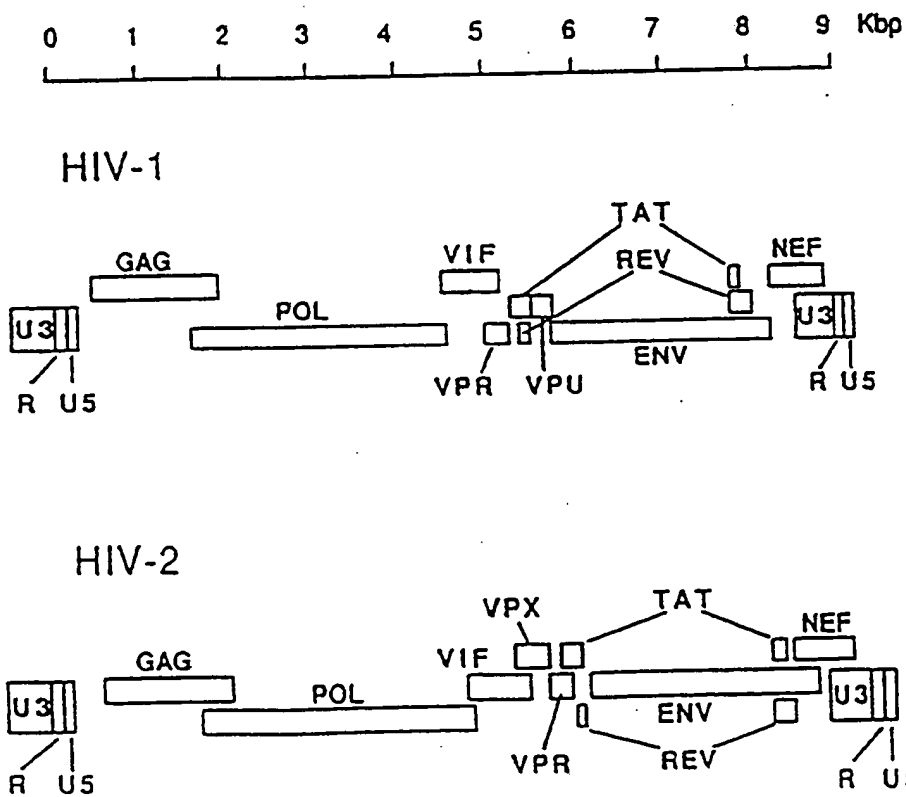 0 1 2 3 4 5 6 7 8 9 Kbp
HIV-1
TAT
GAG VIF REV NEF
U3 POL U3
ENV
R U5 VPR VPU R U5
HIV-2
VPX TAT NEF
GAG VIF
U3 POL ENV U3
R U5 VPR REV R U